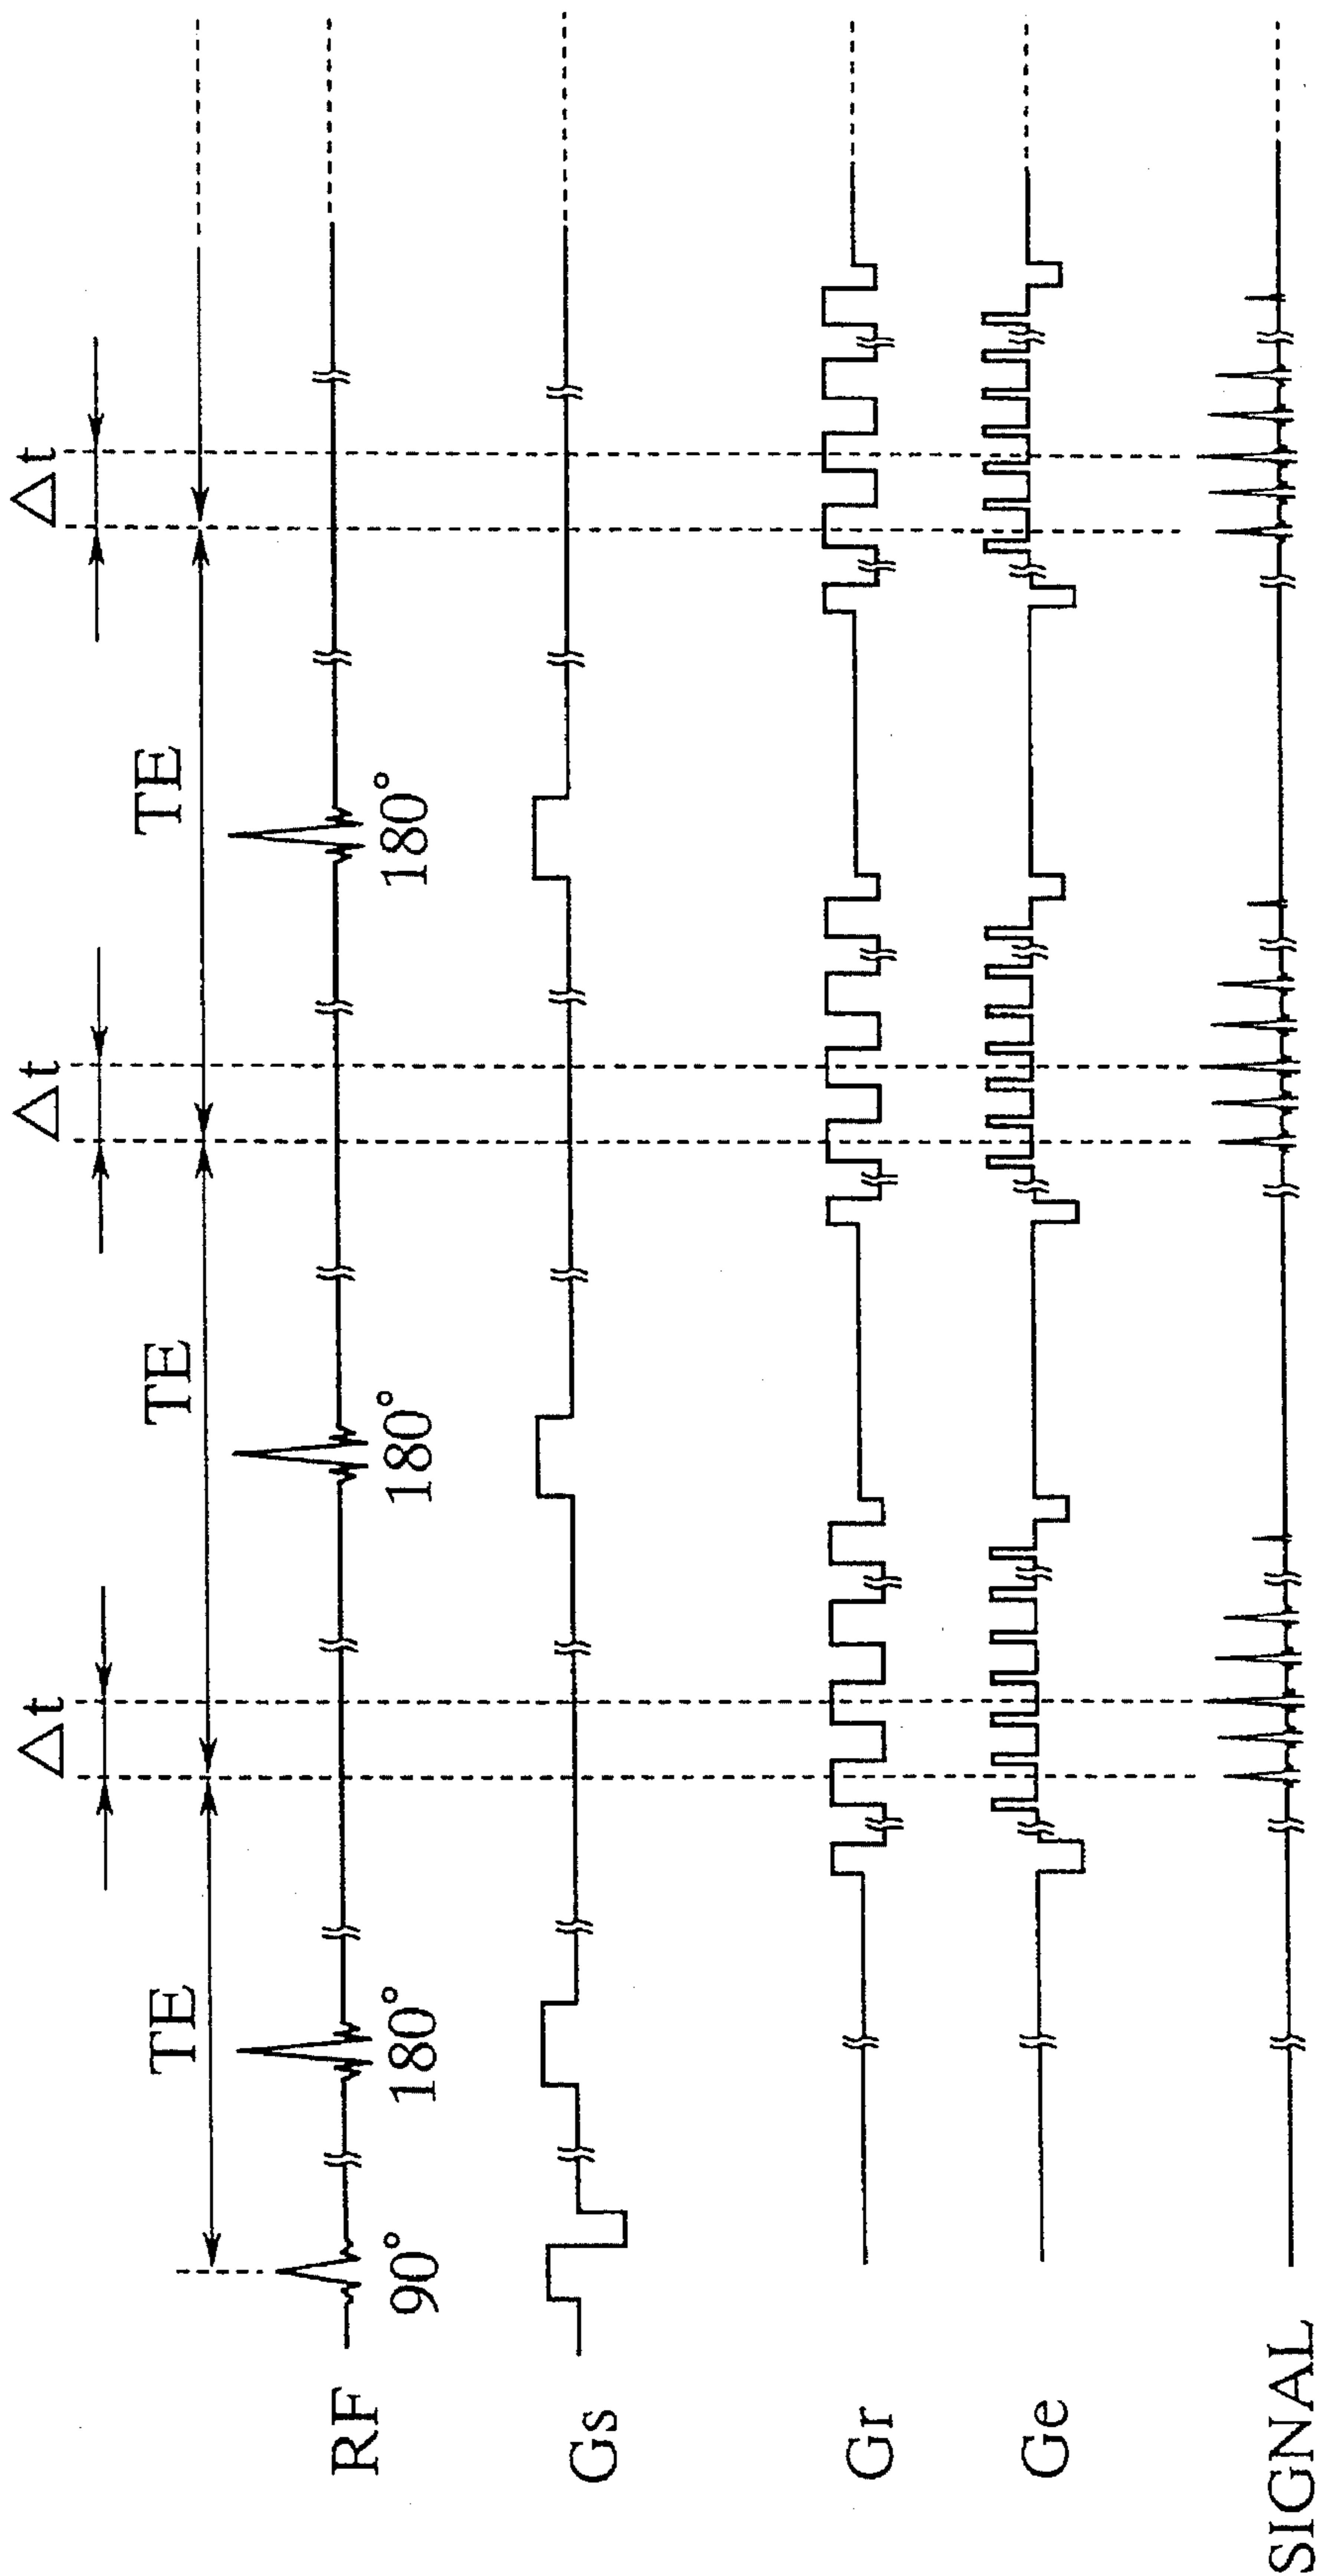 Δt Δt Δt
TE TE TE
RF
90° 180° 180° 180°
Gs
Gr
Ge
SIGNAL